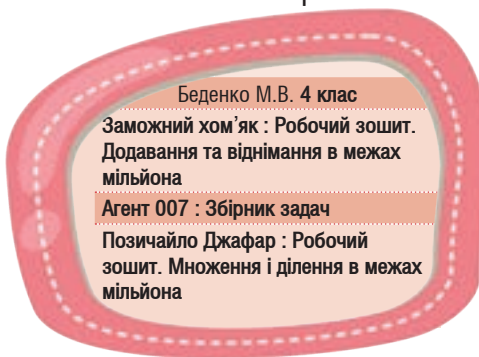 Беденко М.В. 4 клас
Заможний хом'як : Робочий зошит.
Додавання та віднімання в межах
мільйона
Агент 007 : Збірник задач
Позичайло Джафар : Робочий
зошит. Множення і ділення в межах
мільйона